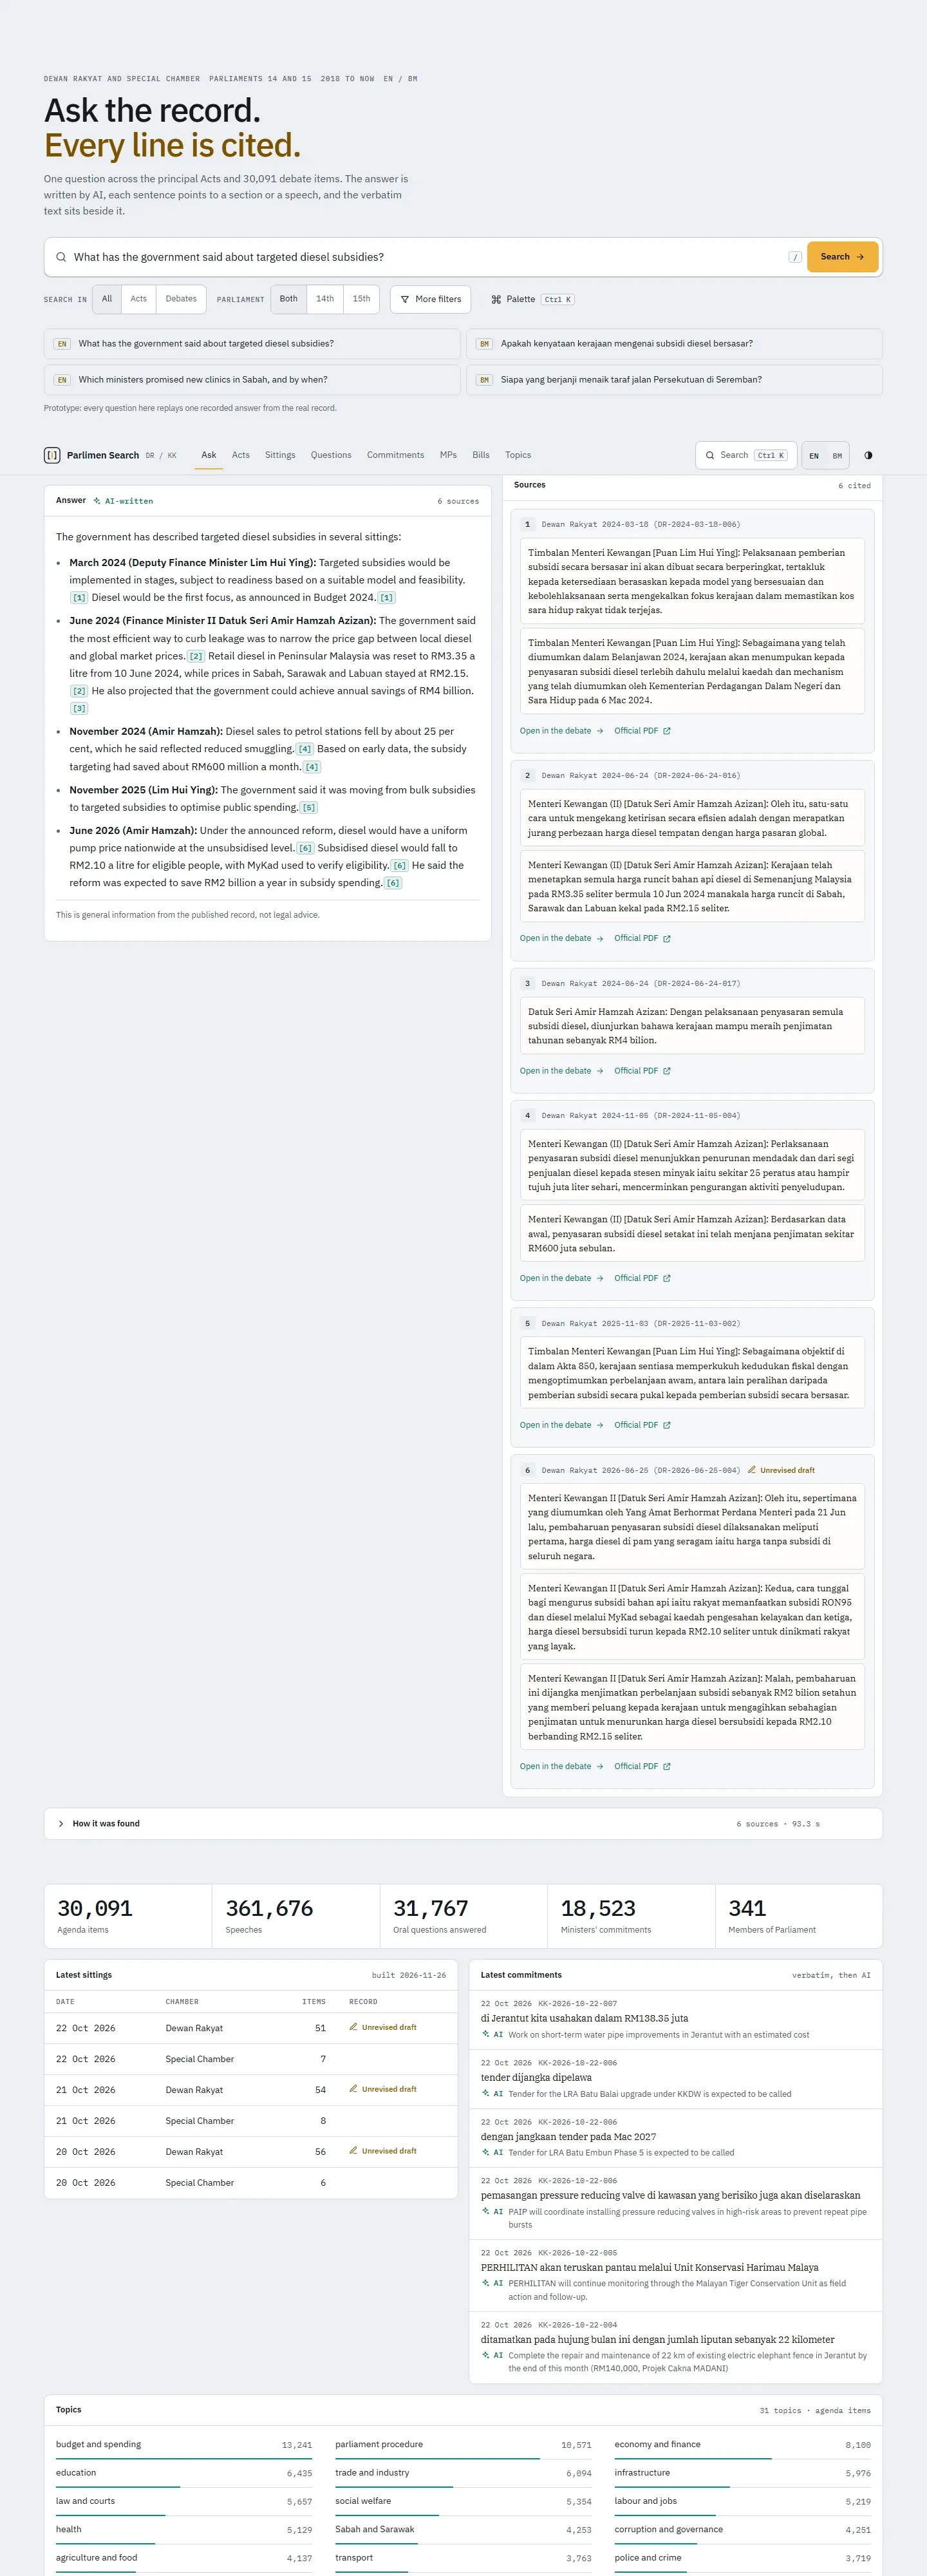 DEWAN RAKYAT AND SPECIAL CHAMBER PARLIAMENTS 14 AND 15 2018 TO NOW EN / BM
Ask the record.
Every line is cited.
One question across the principal Acts and 30,091 debate items. The answer is
written by AI, each sentence points to a section or a speech, and the verbatim
text sits beside it.
What has the government said about targeted diesel subsidies? / Search →
SEARCH IN All Acts Debates PARLIAMENT Both 14th 15th More filters Palette Ctrl K
EN What has the government said about targeted diesel subsidies?
BM Apakah kenyataan kerajaan mengenai subsidi diesel bersasar?
EN Which ministers promised new clinics in Sabah, and by when?
BM Siapa yang berjanji menaik taraf jalan Persekutuan di Seremban?
Prototype: every question here replays one recorded answer from the real record.
Parlimen Search DR / KK Ask Acts Sittings Questions Commitments MPs Bills Topics Search Ctrl K EN BM
Answer AI-written 6 sources
The government has described targeted diesel subsidies in several sittings:
• March 2024 (Deputy Finance Minister Lim Hui Ying): Targeted subsidies would be
implemented in stages, subject to readiness based on a suitable model and feasibility.
[1] Diesel would be the first focus, as announced in Budget 2024.[1]
• June 2024 (Finance Minister II Datuk Seri Amir Hamzah Azizan): The government said
the most efficient way to curb leakage was to narrow the price gap between local diesel
and global market prices.[2] Retail diesel in Peninsular Malaysia was reset to RM3.35 a
litre from 10 June 2024, while prices in Sabah, Sarawak and Labuan stayed at RM2.15.
[2] He also projected that the government could achieve annual savings of RM4 billion.
[3]
• November 2024 (Amir Hamzah): Diesel sales to petrol stations fell by about 25 per
cent, which he said reflected reduced smuggling.[4] Based on early data, the subsidy
targeting had saved about RM600 million a month.[4]
• November 2025 (Lim Hui Ying): The government said it was moving from bulk subsidies
to targeted subsidies to optimise public spending.[5]
• June 2026 (Amir Hamzah): Under the announced reform, diesel would have a uniform
pump price nationwide at the unsubsidised level.[6] Subsidised diesel would fall to
RM2.10 a litre for eligible people, with MyKad used to verify eligibility.[6] He said the
reform was expected to save RM2 billion a year in subsidy spending.[6]
This is general information from the published record, not legal advice.
Sources 6 cited
1 Dewan Rakyat 2024-03-18 (DR-2024-03-18-006)
Timbalan Menteri Kewangan [Puan Lim Hui Ying]: Pelaksanaan pemberian
subsidi secara bersasar ini akan dibuat secara berperingkat, tertakluk
kepada ketersediaan berasaskan kepada model yang bersesuaian dan
kebolehlaksanaan serta mengekalkan fokus kerajaan dalam memastikan kos
sara hidup rakyat tidak terjejas.
Timbalan Menteri Kewangan [Puan Lim Hui Ying]: Sebagaimana yang telah
diumumkan dalam Belanjawan 2024, kerajaan akan menumpukan kepada
penyasaran subsidi diesel terlebih dahulu melalui kaedah dan mechanism
yang telah diumumkan oleh Kementerian Perdagangan Dalam Negeri dan
Sara Hidup pada 6 Mac 2024.
Open in the debate → Official PDF
2 Dewan Rakyat 2024-06-24 (DR-2024-06-24-016)
Menteri Kewangan (II) [Datuk Seri Amir Hamzah Azizan]: Oleh itu, satu-satu
cara untuk mengekang ketirisan secara efisien adalah dengan merapatkan
jurang perbezaan harga diesel tempatan dengan harga pasaran global.
Menteri Kewangan (II) [Datuk Seri Amir Hamzah Azizan]: Kerajaan telah
menetapkan semula harga runcit bahan api diesel di Semenanjung Malaysia
pada RM3.35 seliter bermula 10 Jun 2024 manakala harga runcit di Sabah,
Sarawak dan Labuan kekal pada RM2.15 seliter.
Open in the debate → Official PDF
3 Dewan Rakyat 2024-06-24 (DR-2024-06-24-017)
Datuk Seri Amir Hamzah Azizan: Dengan pelaksanaan penyasaran semula
subsidi diesel, diunjurkan bahawa kerajaan mampu meraih penjimatan
tahunan sebanyak RM4 bilion.
Open in the debate → Official PDF
4 Dewan Rakyat 2024-11-05 (DR-2024-11-05-004)
Menteri Kewangan (II) [Datuk Seri Amir Hamzah Azizan]: Perlaksanaan
penyasaran subsidi diesel menunjukkan penurunan mendadak dan dari segi
penjualan diesel kepada stesen minyak iaitu sekitar 25 peratus atau hampir
tujuh juta liter sehari, mencerminkan pengurangan aktiviti penyeludupan.
Menteri Kewangan (II) [Datuk Seri Amir Hamzah Azizan]: Berdasarkan data
awal, penyasaran subsidi diesel setakat ini telah menjana penjimatan sekitar
RM600 juta sebulan.
Open in the debate → Official PDF
5 Dewan Rakyat 2025-11-03 (DR-2025-11-03-002)
Timbalan Menteri Kewangan [Puan Lim Hui Ying]: Sebagaimana objektif di
dalam Akta 850, kerajaan sentiasa memperkukuh kedudukan fiskal dengan
mengoptimumkan perbelanjaan awam, antara lain peralihan daripada
pemberian subsidi secara pukal kepada pemberian subsidi secara bersasar.
Open in the debate → Official PDF
6 Dewan Rakyat 2026-06-25 (DR-2026-06-25-004) Unrevised draft
Menteri Kewangan II [Datuk Seri Amir Hamzah Azizan]: Oleh itu, sepertimana
yang diumumkan oleh Yang Amat Berhormat Perdana Menteri pada 21 Jun
lalu, pembaharuan penyasaran subsidi diesel dilaksanakan meliputi
pertama, harga diesel di pam yang seragam iaitu harga tanpa subsidi di
seluruh negara.
Menteri Kewangan II [Datuk Seri Amir Hamzah Azizan]: Kedua, cara tunggal
bagi mengurus subsidi bahan api iaitu rakyat memanfaatkan subsidi RON95
dan diesel melalui MyKad sebagai kaedah pengesahan kelayakan dan ketiga,
harga diesel bersubsidi turun kepada RM2.10 seliter untuk dinikmati rakyat
yang layak.
Menteri Kewangan II [Datuk Seri Amir Hamzah Azizan]: Malah, pembaharuan
ini dijangka menjimatkan perbelanjaan subsidi sebanyak RM2 bilion setahun
yang memberi peluang kepada kerajaan untuk mengagihkan sebahagian
penjimatan untuk menurunkan harga diesel bersubsidi kepada RM2.10
berbanding RM2.15 seliter.
Open in the debate → Official PDF
How it was found 6 sources · 93.3 s
30,091 361,676 31,767 18,523 341
Agenda items Speeches Oral questions answered Ministers' commitments Members of Parliament
Latest sittings built 2026-11-26
DATE CHAMBER ITEMS RECORD
22 Oct 2026 Dewan Rakyat 51 Unrevised draft
22 Oct 2026 Special Chamber 7
21 Oct 2026 Dewan Rakyat 54 Unrevised draft
21 Oct 2026 Special Chamber 8
20 Oct 2026 Dewan Rakyat 56 Unrevised draft
20 Oct 2026 Special Chamber 6
Latest commitments verbatim, then AI
22 Oct 2026 KK-2026-10-22-007
di Jerantut kita usahakan dalam RM138.35 juta
AI Work on short-term water pipe improvements in Jerantut with an estimated cost
22 Oct 2026 KK-2026-10-22-006
tender dijangka dipelawa
AI Tender for the LRA Batu Balai upgrade under KKDW is expected to be called
22 Oct 2026 KK-2026-10-22-006
dengan jangkaan tender pada Mac 2027
AI Tender for LRA Batu Embun Phase 5 is expected to be called
22 Oct 2026 KK-2026-10-22-006
pemasangan pressure reducing valve di kawasan yang berisiko juga akan diselaraskan
AI PAIP will coordinate installing pressure reducing valves in high-risk areas to prevent repeat pipe
bursts
22 Oct 2026 KK-2026-10-22-005
PERHILITAN akan teruskan pantau melalui Unit Konservasi Harimau Malaya
AI PERHILITAN will continue monitoring through the Malayan Tiger Conservation Unit as field
action and follow-up.
22 Oct 2026 KK-2026-10-22-004
ditamatkan pada hujung bulan ini dengan jumlah liputan sebanyak 22 kilometer
AI Complete the repair and maintenance of 22 km of existing electric elephant fence in Jerantut by
the end of this month (RM140,000, Projek Cakna MADANI)
Topics 31 topics · agenda items
budget and spending 13,241 parliament procedure 10,571 economy and finance 8,100
education 6,435 trade and industry 6,094 infrastructure 5,976
law and courts 5,657 social welfare 5,354 labour and jobs 5,219
health 5,129 Sabah and Sarawak 4,253 corruption and governance 4,251
agriculture and food 4,137 transport 3,763 police and crime 3,719